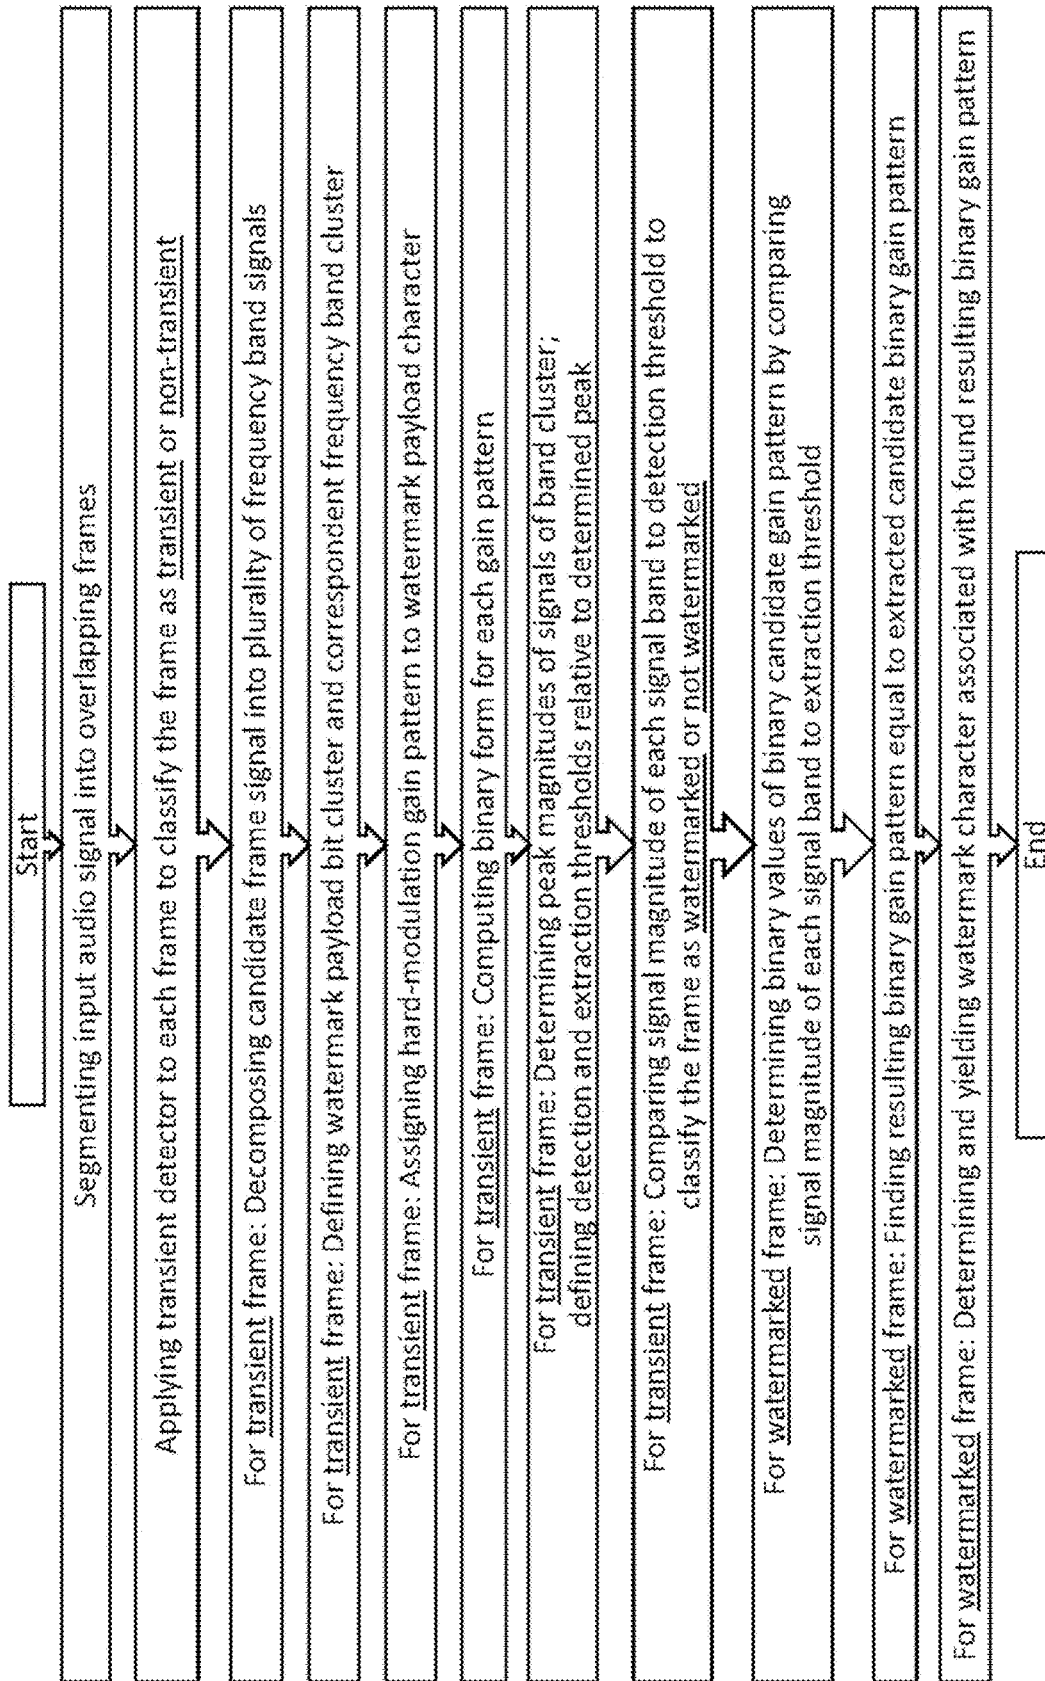 Start
Segmenting input audio signal into overlapping frames
Applying transient detector to each frame to classify the frame as transient or non-transient
For transient frame: Decomposing candidate frame signal into plurality of frequency band signals
For transient frame: Defining watermark payload bit cluster and correspondent frequency band cluster
For transient frame: Assigning hard-modulation gain pattern to watermark payload character
For transient frame: Computing binary form for each gain pattern
For transient frame: Determining peak magnitudes of signals of band cluster;
defining detection and extraction thresholds relative to determined peak
For transient frame: Comparing signal magnitude of each signal band to detection threshold to
classify the frame as watermarked or not watermarked
For watermarked frame: Determining binary values of binary candidate gain pattern by comparing
signal magnitude of each signal band to extraction threshold
For watermarked frame: Finding resulting binary gain pattern equal to extracted candidate binary gain pattern
For watermarked frame: Determining and yielding watermark character associated with found resulting binary gain pattern
End